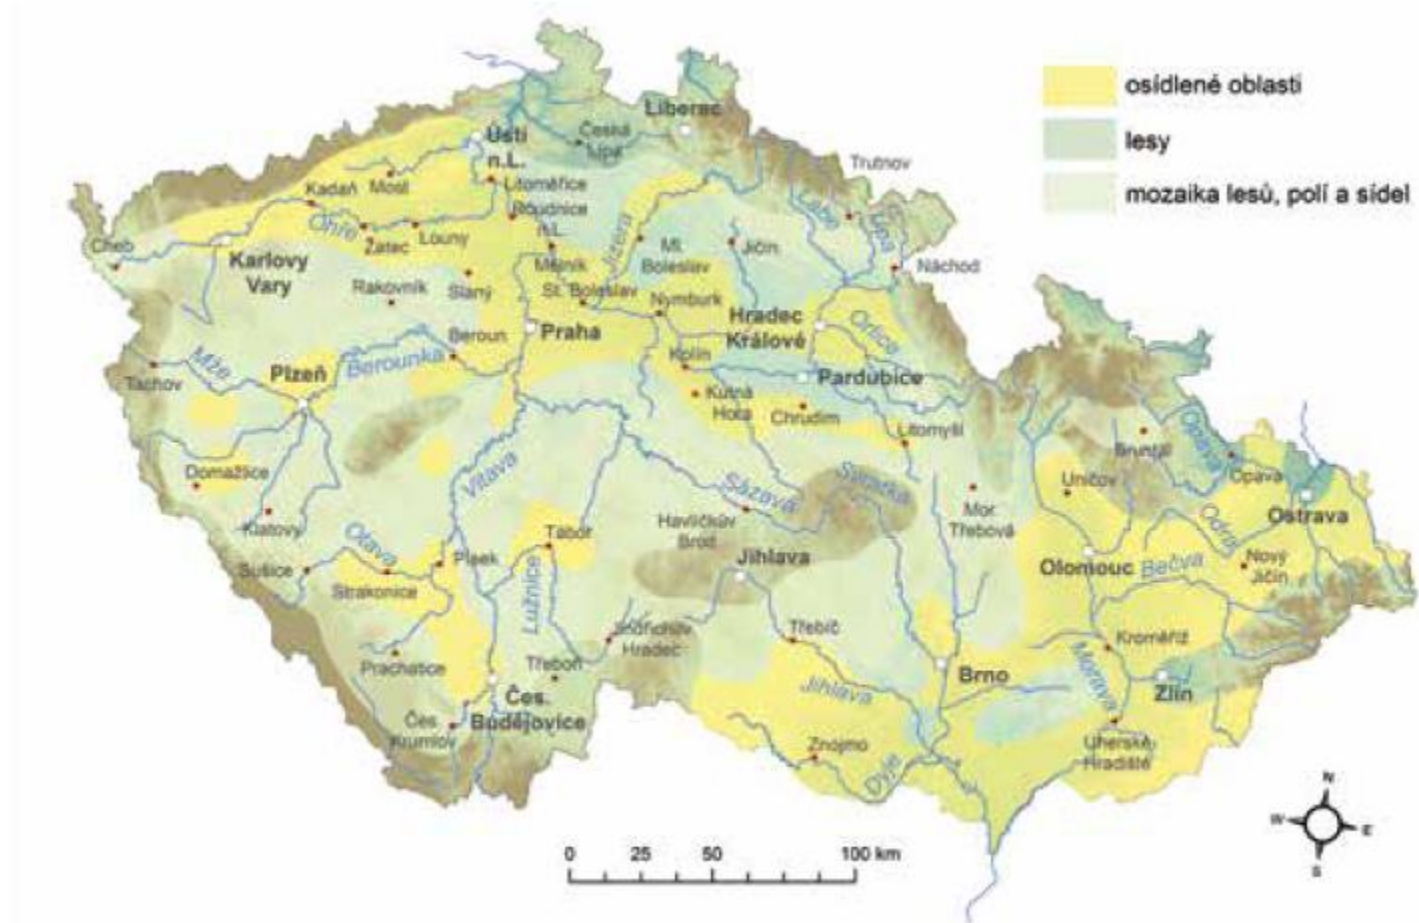 osídlené oblasti
lesy
mozaika lesů, polí a sídel
Liberec
Ústí
n.L.
Česká
Lípa
Trutnov
Kadaň
Most
Litoměřice
Roudnice
n.L.
Labe
Úpa
Ohře
Žatec
Louny
Jizera
Cheb
Karlovy
Vary
Mělník
Ml.
Boleslav
Jičín
Náchod
Rakovník
Slaný
St. Boleslav
Nymburk
Hradec
Králové
Orlice
Praha
Beroun
Mže
Berounka
Kolín
Tachov
Plzeň
Pardubice
Kutná
Hora
Chrudim
Litomyšl
Opava
Bruntál
Domažlice
Vltava
Sázava
Svratka
Uničov
Opava
Klatovy
Havlíčkův
Brod
Mor.
Třebová
Odra
Ostrava
Otava
Tábor
Sušice
Písek
Jihlava
Olomouc
Bečva
Nový
Jičín
Strakonice
Lužnice
Jindřichův
Hradec
Třebíč
Kroměříž
Prachatice
Třeboň
Jihlava
Brno
Morava
Zlín
Čes.
Budějovice
Čes.
Krumlov
Znojmo
Dyje
Uherské
Hradiště
N
W
E
S
0
25
50
100 km